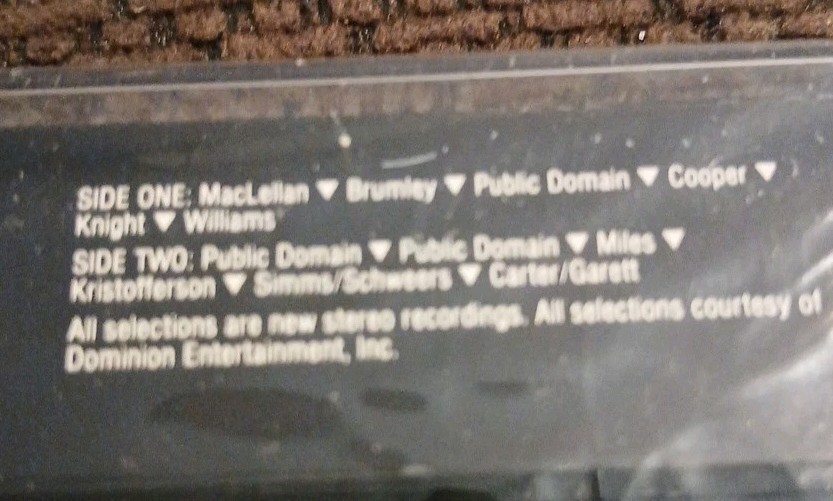 SIDE ONE: MacLellan ▼ Brumley ▼ Public Domain ▼ Cooper ▼
Knight ▼ Williams
SIDE TWO: Public Domain ▼ Public Domain ▼ Miles ▼
Kristofferson ▼ Simms/Schweers ▼ Carter/Garett
All selections are new stereo recordings. All selections courtesy of
Dominion Entertainment, Inc.